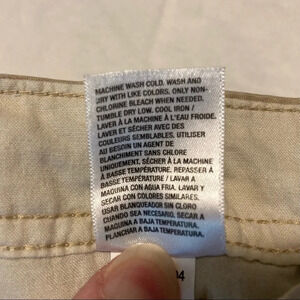 MACHINE WASH COLD, WASH AND
DRY WITH LIKE COLORS, ONLY NON-
CHLORINE BLEACH WHEN NEEDED.
TUMBLE DRY LOW. COOL IRON /
LAVER À LA MACHINE À L'EAU FROIDE.
LAVER ET SÉCHER AVEC DES
COULEURS SEMBLABLES. UTILISER
AU BESOIN UN AGENT DE
BLANCHIMENT SANS CHLORE
UNIQUEMENT. SÉCHER À LA MACHINE
À BASSE TEMPÉRATURE. REPASSER À
BASSE TEMPÉRATURE / LAVAR A
MAQUINA CON AGUA FRIA. LAVAR Y
SECAR CON COLORES SIMILARES.
USAR BLANQUEADOR SIN CLORO
CUANDO SEA NECESARIO. SECAR A
MAQUINA A BAJA TEMPERATURA.
PLANCHAR A BAJA TEMPERATURA.